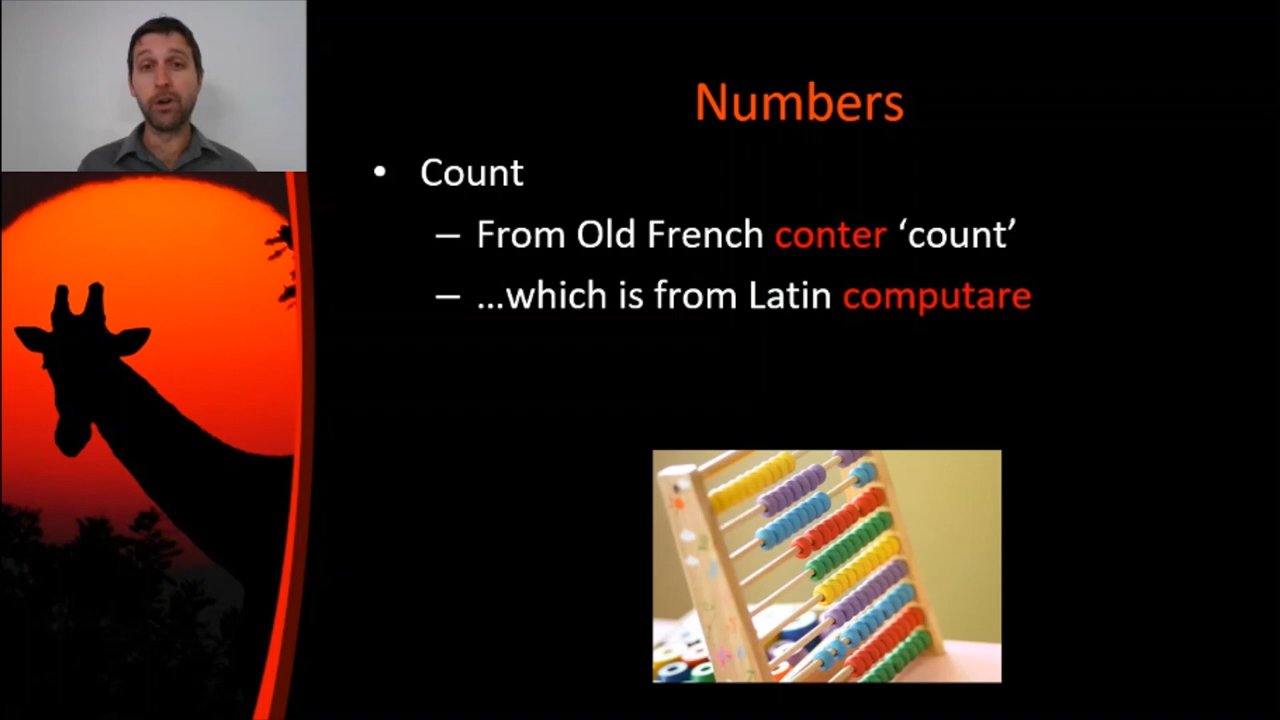 Numbers
• Count
– From Old French conter ‘count’
– …which is from Latin computare